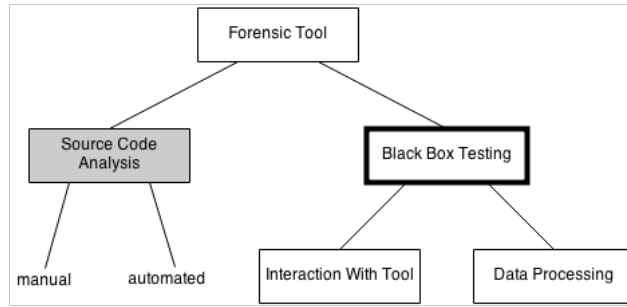 Forensic Tool
Source Code
Analysis
Black Box Testing
manual
automated
Interaction With Tool
Data Processing